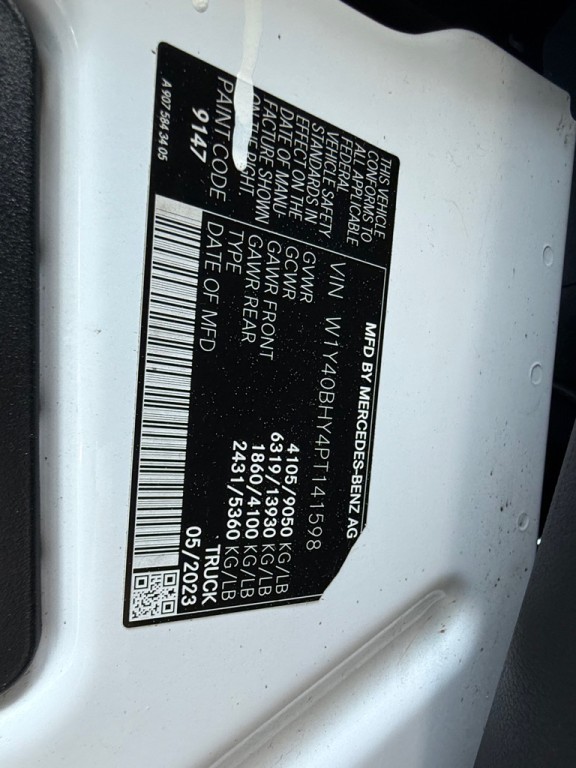 MFD BY MERCEDES-BENZ AG
VIN W1Y40BHY4PT141598
GVWR 4105/9050 KG/LB
GCWR 6319/13930 KG/LB
GAWR FRONT 1860/4100 KG/LB
GAWR REAR 2431/5360 KG/LB
TYPE TRUCK
DATE OF MFD 05/2023
THIS VEHICLE
CONFORMS TO
ALL APPLICABLE
FEDERAL
VEHICLE SAFETY
STANDARDS IN
EFFECT ON THE
DATE OF MANU-
FACTURE SHOWN
ON THE RIGHT
PAINT CODE
9147
A 907 584 34 05